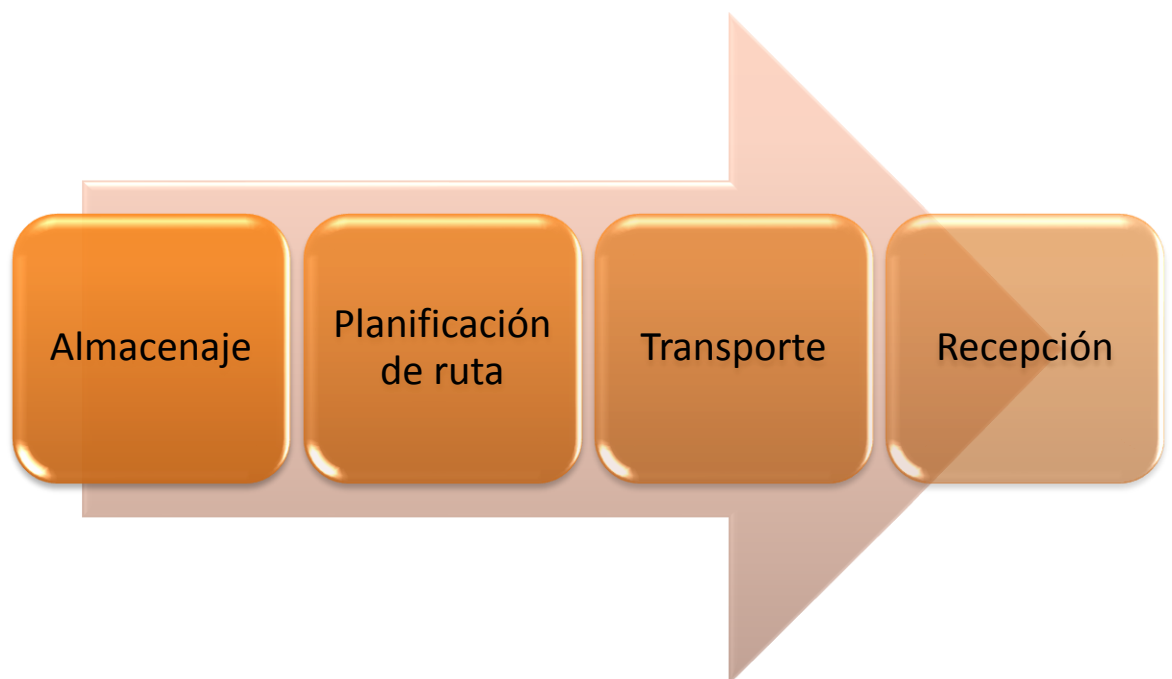 Almacenaje
Planificación
de ruta
Transporte
Recepción